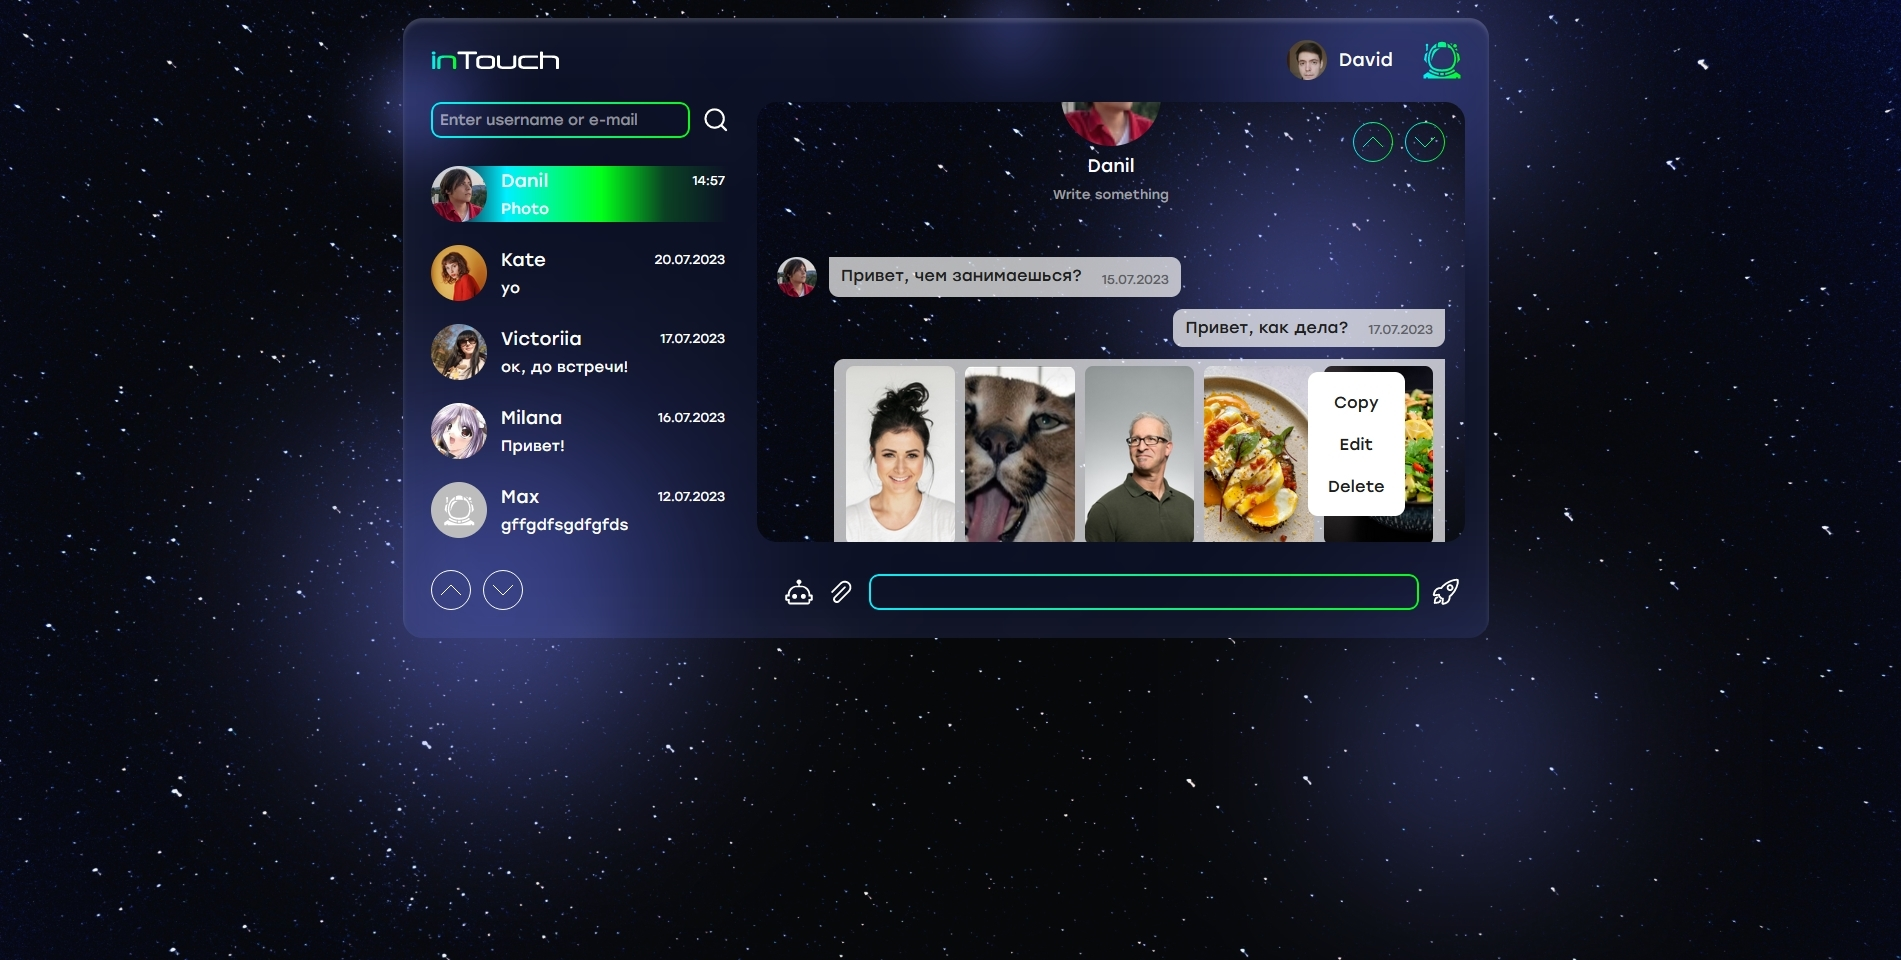 inTouch
David
Enter username or e-mail
Danil 14:57
Photo
Kate 20.07.2023
yo
Victoriia 17.07.2023
ок, до встречи!
Milana 16.07.2023
Привет!
Max 12.07.2023
gffgdfsgdfgfds
Danil
Write something
Привет, чем занимаешься? 15.07.2023
Привет, как дела? 17.07.2023
Copy
Edit
Delete